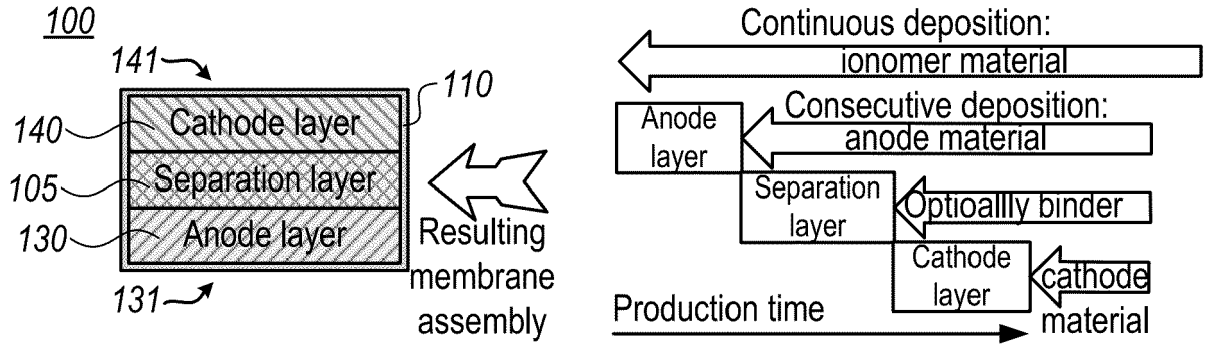 100
141
110
140
Cathode layer
105
Separation layer
130
Anode layer
131
Resulting
membrane
assembly
Continuous deposition:
ionomer material
Consecutive deposition:
anode material
Anode
layer
Separation
layer
Optioallly binder
Cathode
layer
cathode
material
Production time